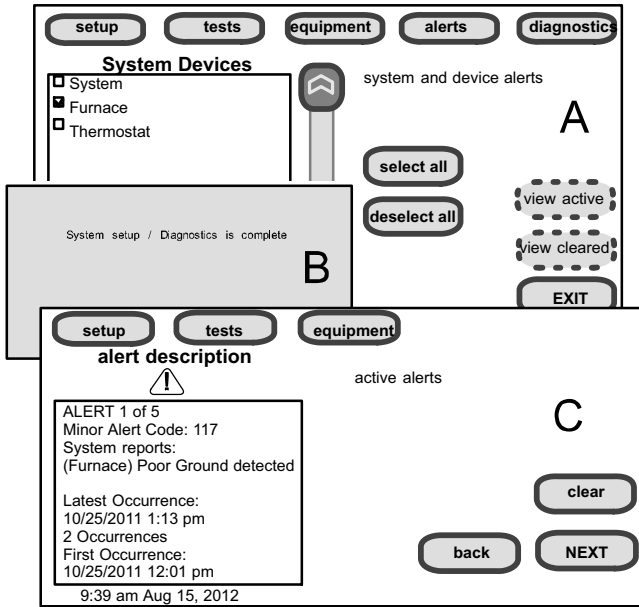 setup tests equipment alerts diagnostics
System Devices
System
Furnace
Thermostat
system and device alerts
A
select all
deselect all
view active
view cleared
EXIT
System setup / Diagnostics is complete
B
setup tests equipment
alert description
active alerts
C
ALERT 1 of 5
Minor Alert Code: 117
System reports:
(Furnace) Poor Ground detected
Latest Occurrence:
10/25/2011 1:13 pm
2 Occurrences
First Occurrence:
10/25/2011 12:01 pm
clear
back NEXT
9:39 am Aug 15, 2012